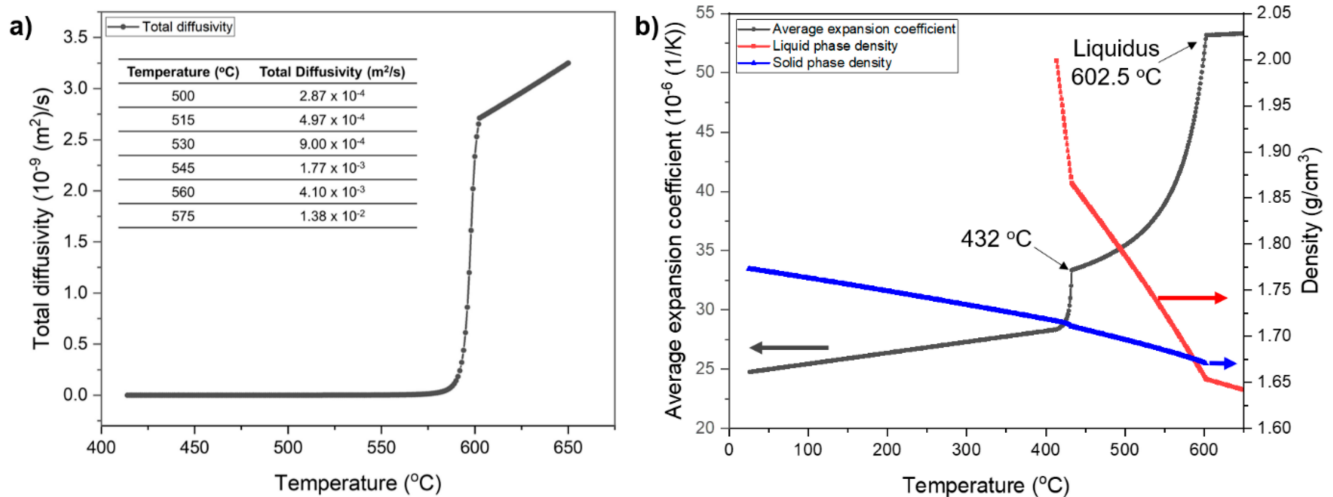 a)
Total diffusivity
Temperature (ºC) Total Diffusivity (m²/s)
500 2.87 x 10⁻⁴
515 4.97 x 10⁻⁴
530 9.00 x 10⁻⁴
545 1.77 x 10⁻³
560 4.10 x 10⁻³
575 1.38 x 10⁻²
Total diffusivity (10⁻⁹ (m²)/s)
3.5
3.0
2.5
2.0
1.5
1.0
0.5
0.0
400 450 500 550 600 650
Temperature (ºC)
b)
Average expansion coefficient
Liquid phase density
Solid phase density
Liquidus
602.5 ºC
432 ºC
Average expansion coefficient (10⁻⁶ (1/K))
55
50
45
40
35
30
25
20
0 100 200 300 400 500 600
Temperature (ºC)
2.05
2.00
1.95
1.90
1.85
1.80
1.75
1.70
1.65
1.60
Density (g/cm³)